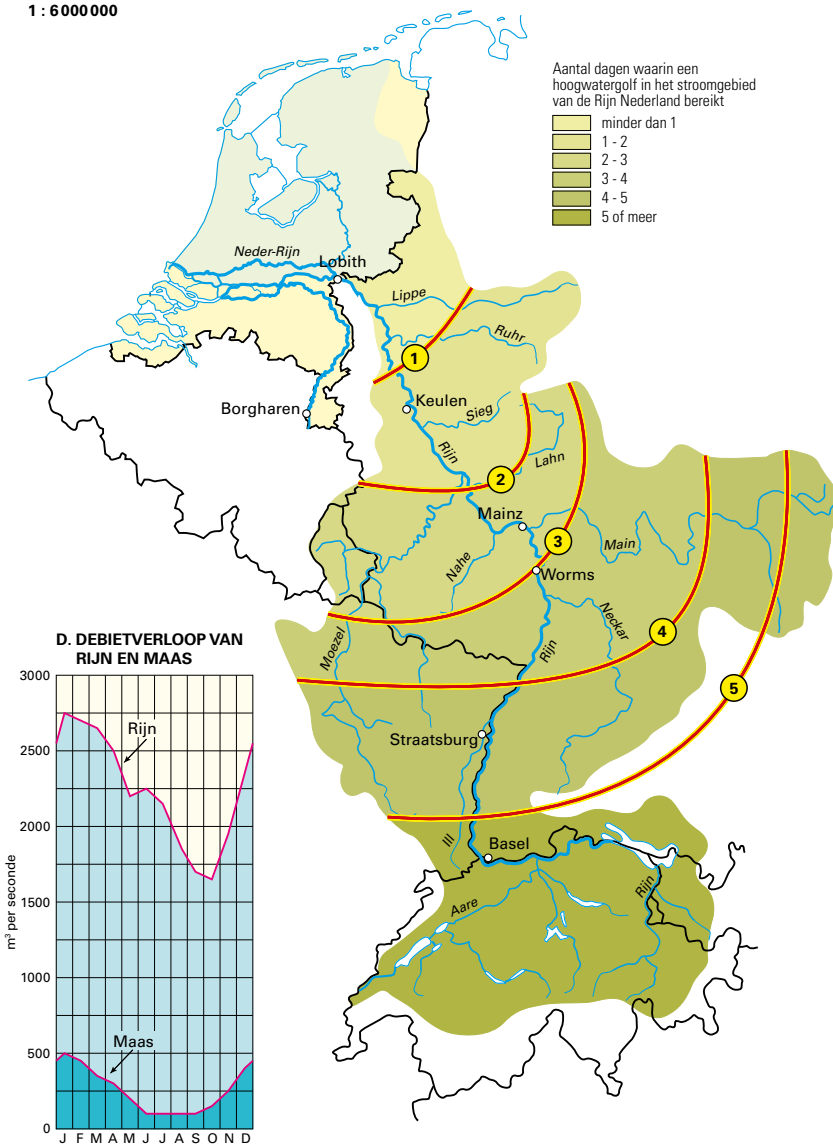 1 : 6 000 000
Aantal dagen waarin een
hoogwatergolf in het stroomgebied
van de Rijn Nederland bereikt
minder dan 1
1 - 2
2 - 3
3 - 4
4 - 5
5 of meer
Neder-Rijn
Lobith
Lippe
Ruhr
1
Borgharen
Keulen
Sieg
Rijn
Lahn
2
Mainz
3
Main
Nahe
Worms
Neckar
Moezel
Rijn
4
5
Straatsburg
Ill
Basel
Rijn
Aare
D. DEBIETVERLOOP VAN
RIJN EN MAAS
3000
2500
2000
1500
1000
500
0
m³ per seconde
Rijn
Maas
J F M A M J J A S O N D